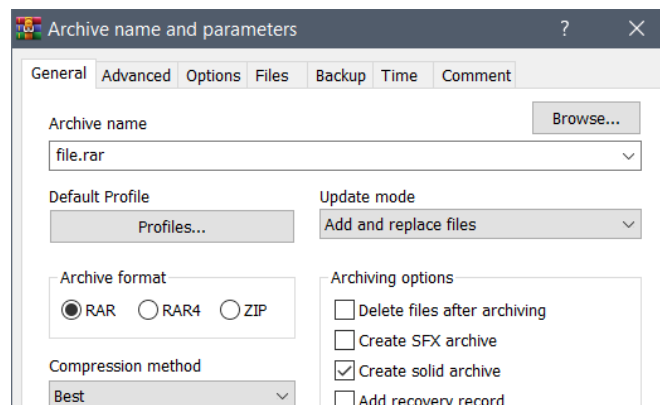 Archive name and parameters
?
General Advanced Options Files Backup Time Comment
Archive name
Browse...
file.rar
Default Profile
Profiles...
Update mode
Add and replace files
Archive format
RAR RAR4 ZIP
Compression method
Best
Archiving options
Delete files after archiving
Create SFX archive
Create solid archive
Add recovery record